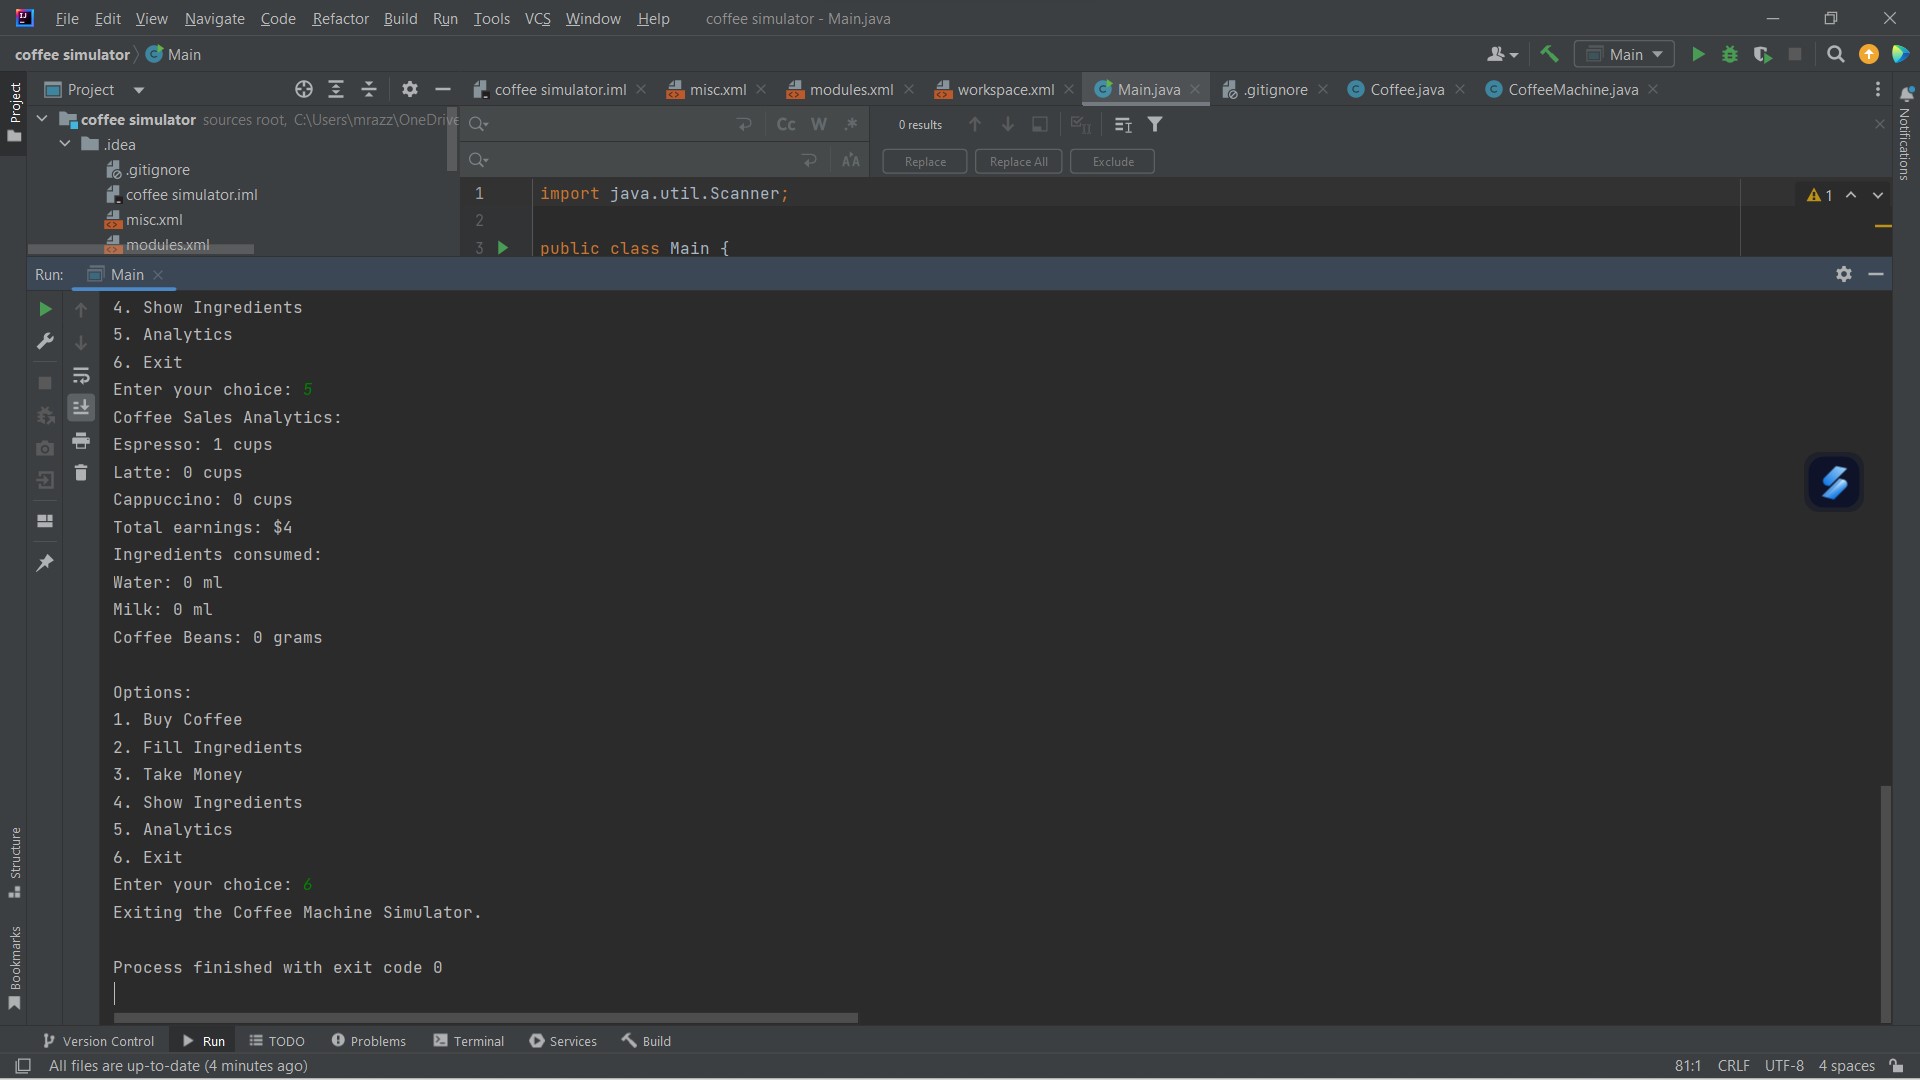 File Edit View Navigate Code Refactor Build Run Tools VCS Window Help coffee simulator - Main.java
coffee simulator Main
Main
Project
Project
coffee simulator.iml misc.xml modules.xml workspace.xml Main.java .gitignore Coffee.java CoffeeMachine.java
Notifications
coffee simulator sources root, C:\Users\mrazz\OneDrive
.idea
.gitignore
coffee simulator.iml
misc.xml
modules.xml
Cc W .* 0 results
Replace Replace All Exclude
1 import java.util.Scanner;
1
2
3 public class Main {
Run: Main
4. Show Ingredients
5. Analytics
6. Exit
Enter your choice: 5
Coffee Sales Analytics:
Espresso: 1 cups
Latte: 0 cups
Cappuccino: 0 cups
Total earnings: $4
Ingredients consumed:
Water: 0 ml
Milk: 0 ml
Coffee Beans: 0 grams
Options:
1. Buy Coffee
2. Fill Ingredients
3. Take Money
4. Show Ingredients
5. Analytics
6. Exit
Enter your choice: 6
Exiting the Coffee Machine Simulator.
Process finished with exit code 0
Structure
Bookmarks
Version Control Run TODO Problems Terminal Services Build
All files are up-to-date (4 minutes ago) 81:1 CRLF UTF-8 4 spaces